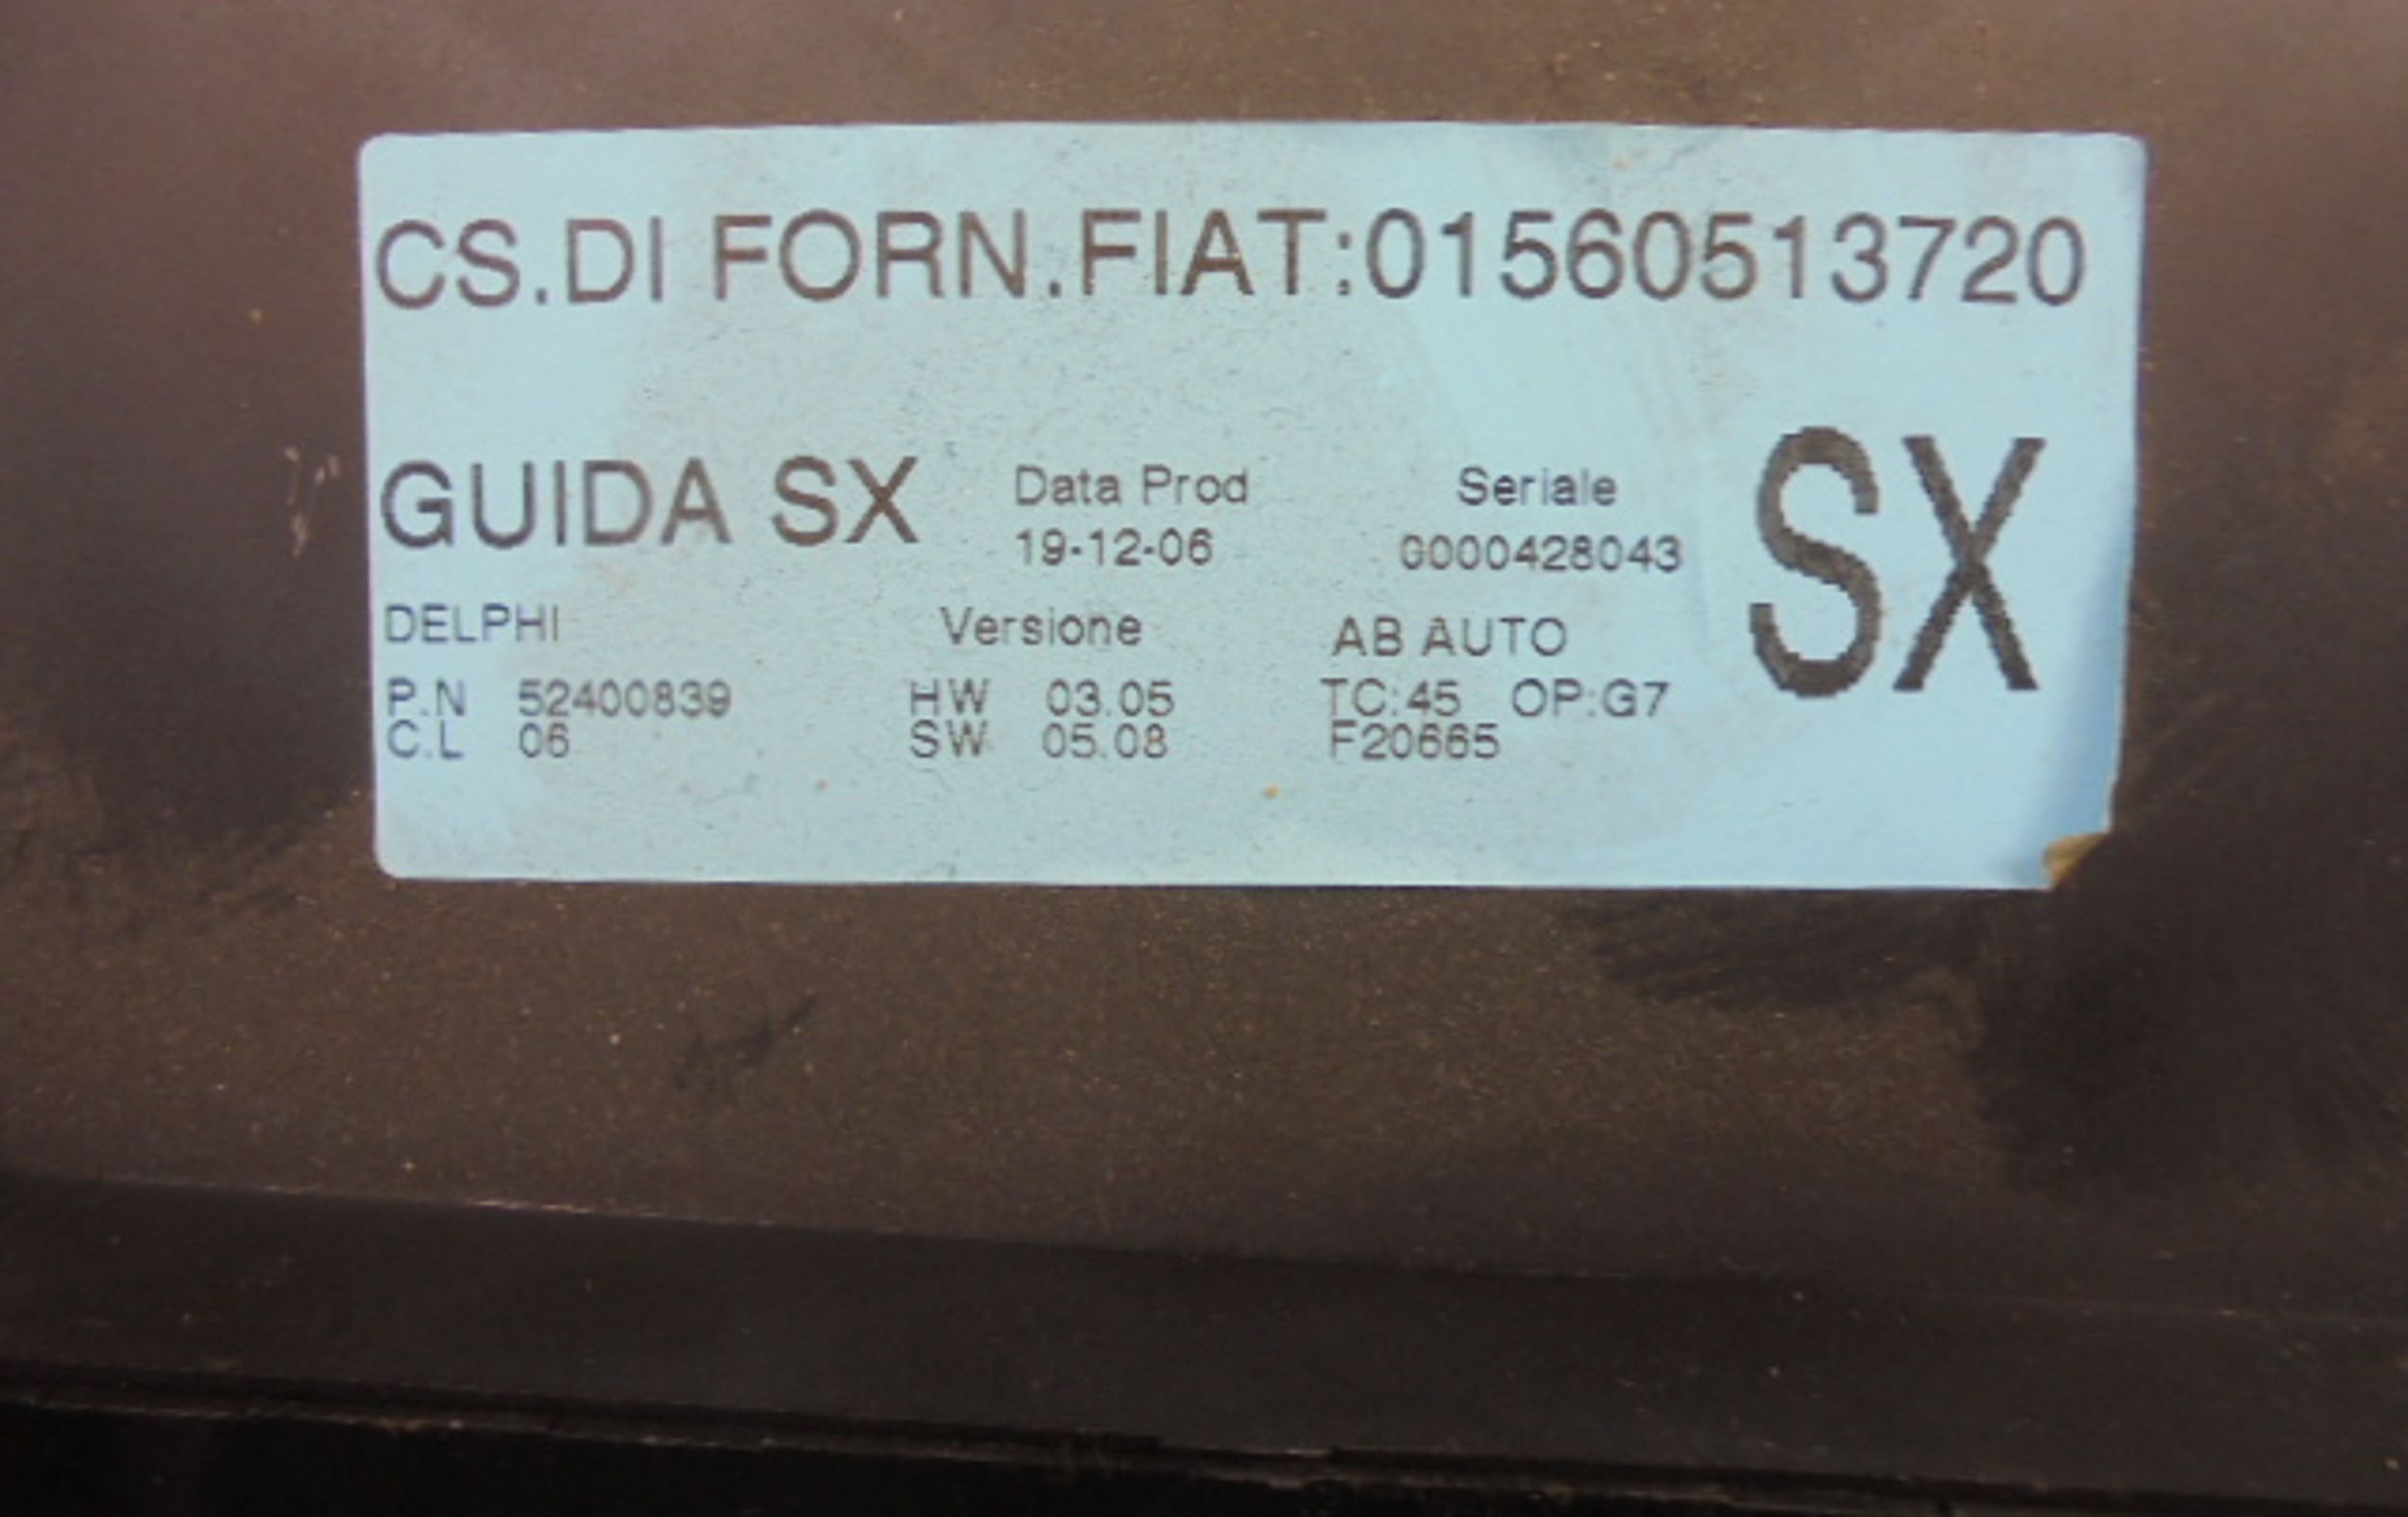 CS.DI FORN.FIAT:01560513720
GUIDA SX
Data Prod
19-12-06
Seriale
0000428043
SX
DELPHI
Versione
AB AUTO
P.N 52400839
HW 03.05
TC:45 OP:G7
C.L 06
SW 05.08
F20665